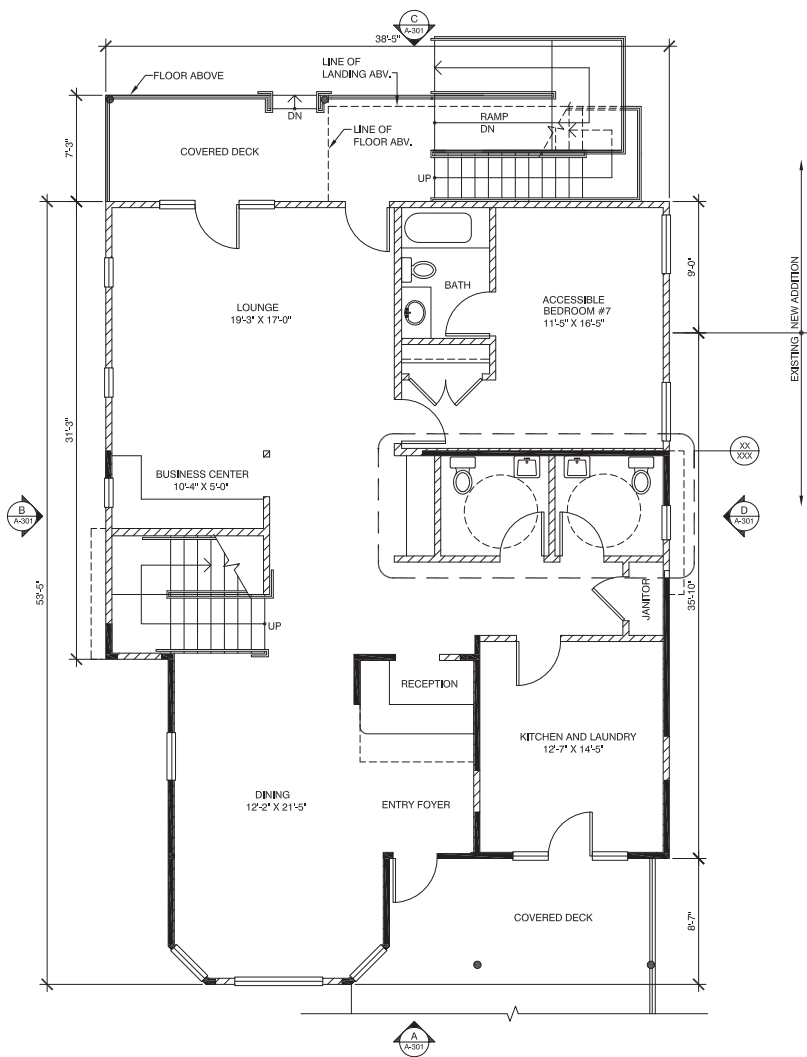 C
A-301
38'-5"
LINE OF
LANDING ABV.
FLOOR ABOVE
DN
RAMP
DN
LINE OF
FLOOR ABV.
7'-3"
COVERED DECK
UP
BATH
9'-0"
EXISTING NEW ADDITION
LOUNGE
19'-3" X 17'-0"
ACCESSIBLE
BEDROOM #7
11'-5" X 16'-5"
31'-3"
XX
XXX
BUSINESS CENTER
10'-4" X 5'-0"
B
A-301
D
A-301
53'-5"
35'-10"
JANITOR
UP
RECEPTION
KITCHEN AND LAUNDRY
12'-7" X 14'-5"
DINING
12'-2" X 21'-5"
ENTRY FOYER
COVERED DECK
8'-7"
A
A-301